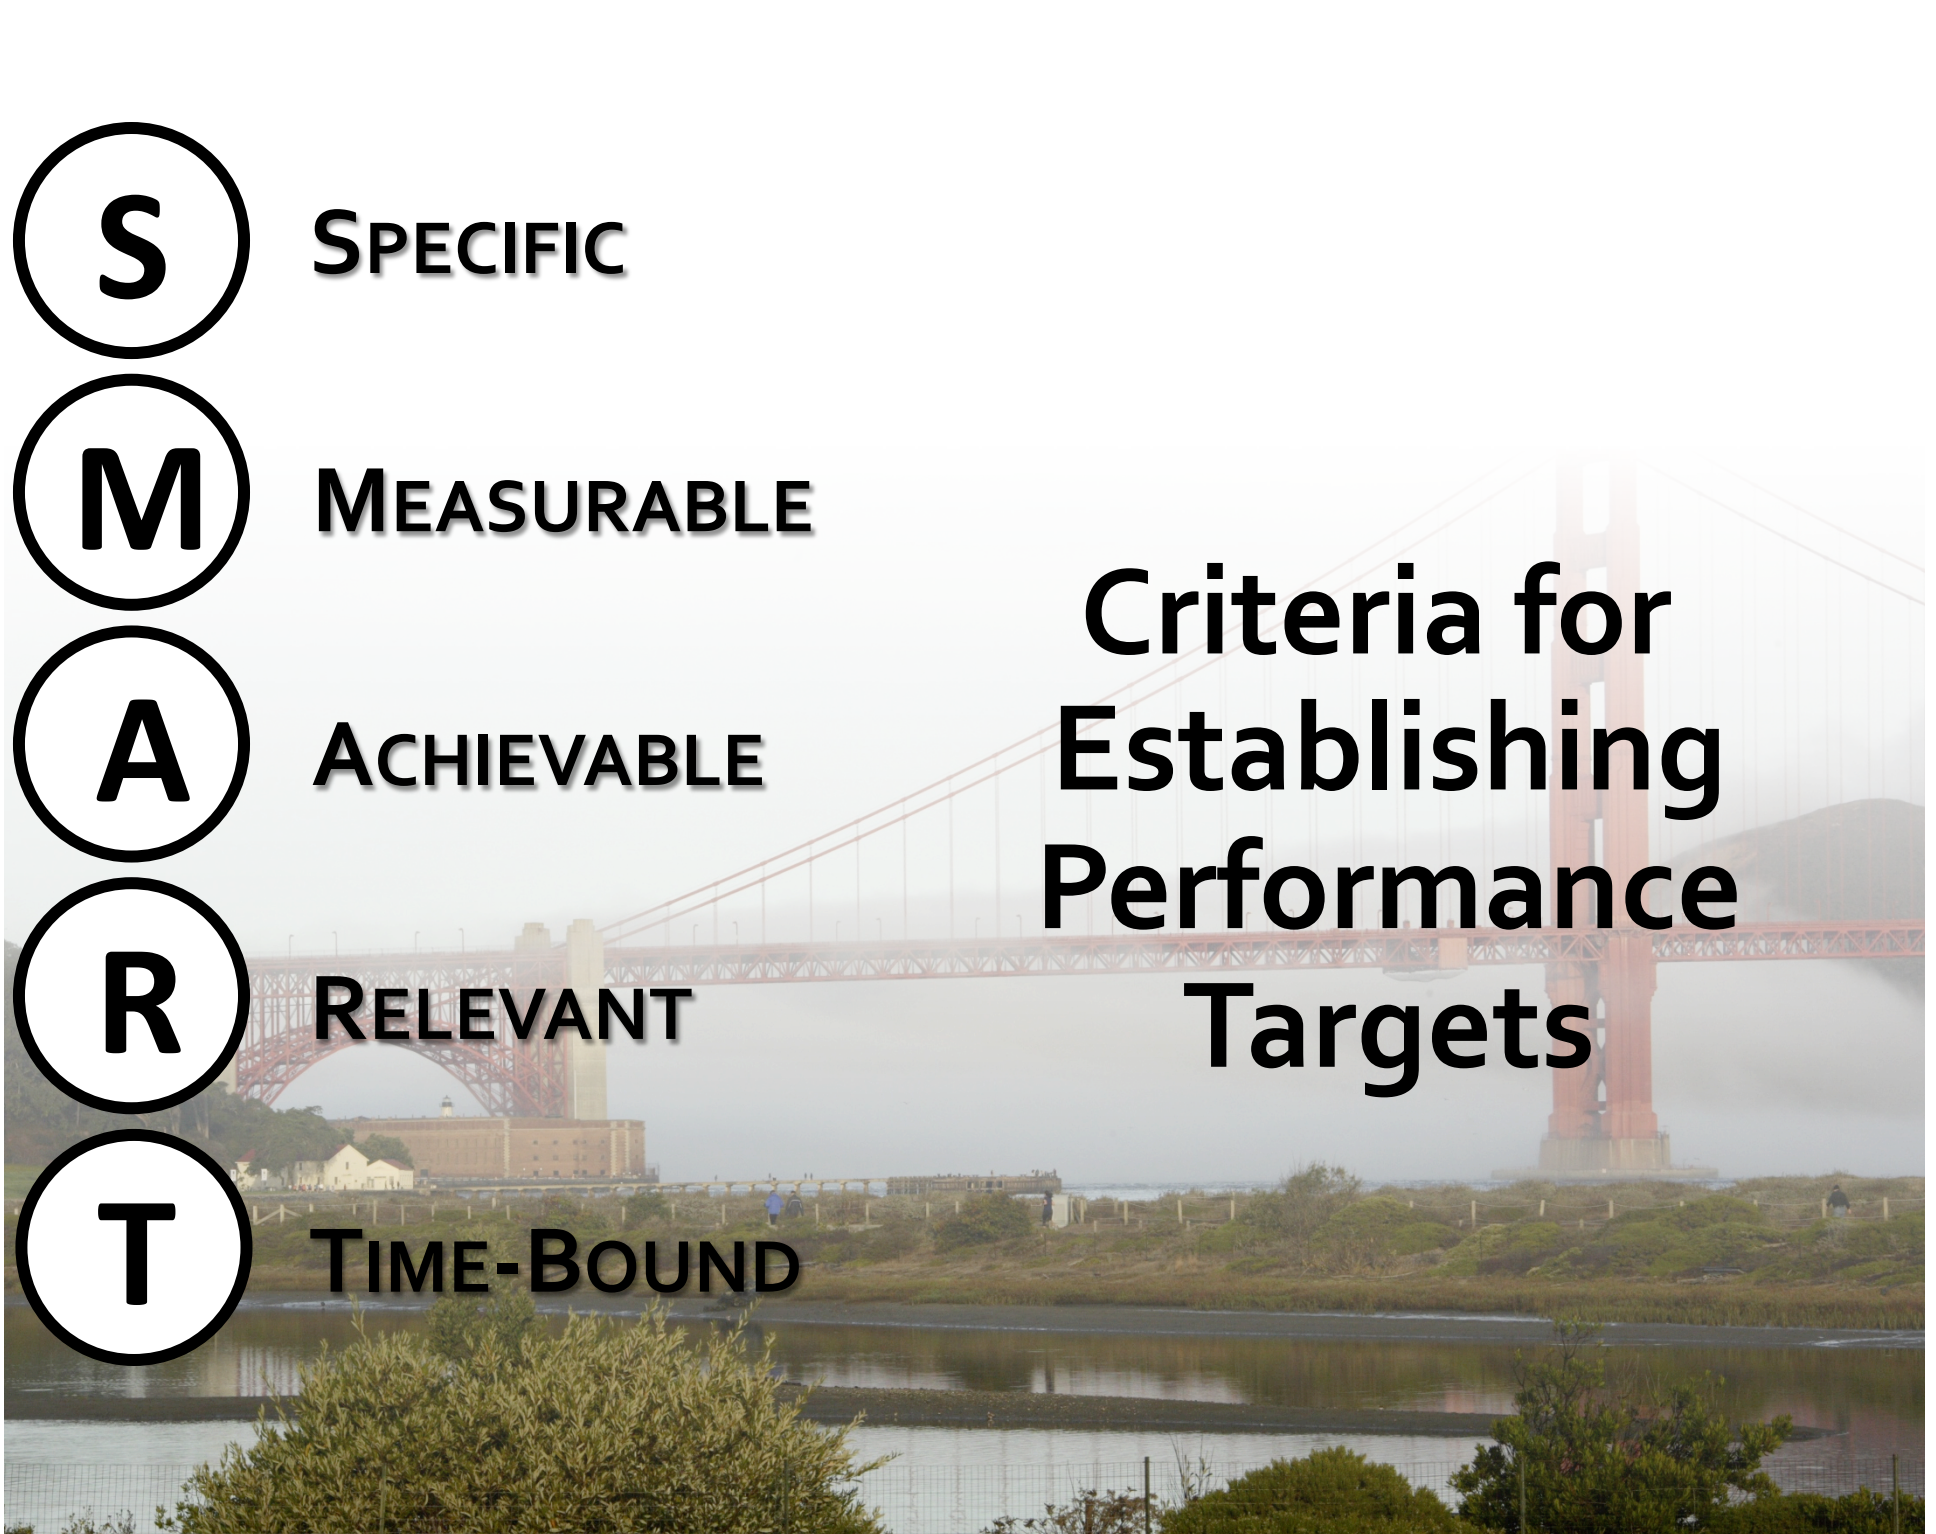 S SPECIFIC
M MEASURABLE
A ACHIEVABLE
R RELEVANT
T TIME-BOUND
Criteria for
Establishing
Performance
Targets